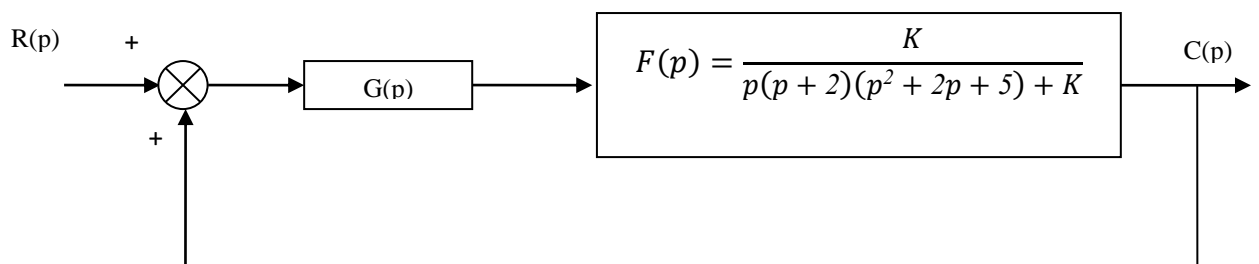 R(p)
+
+
G(p)
F(p) = K / p(p + 2)(p² + 2p + 5) + K
C(p)